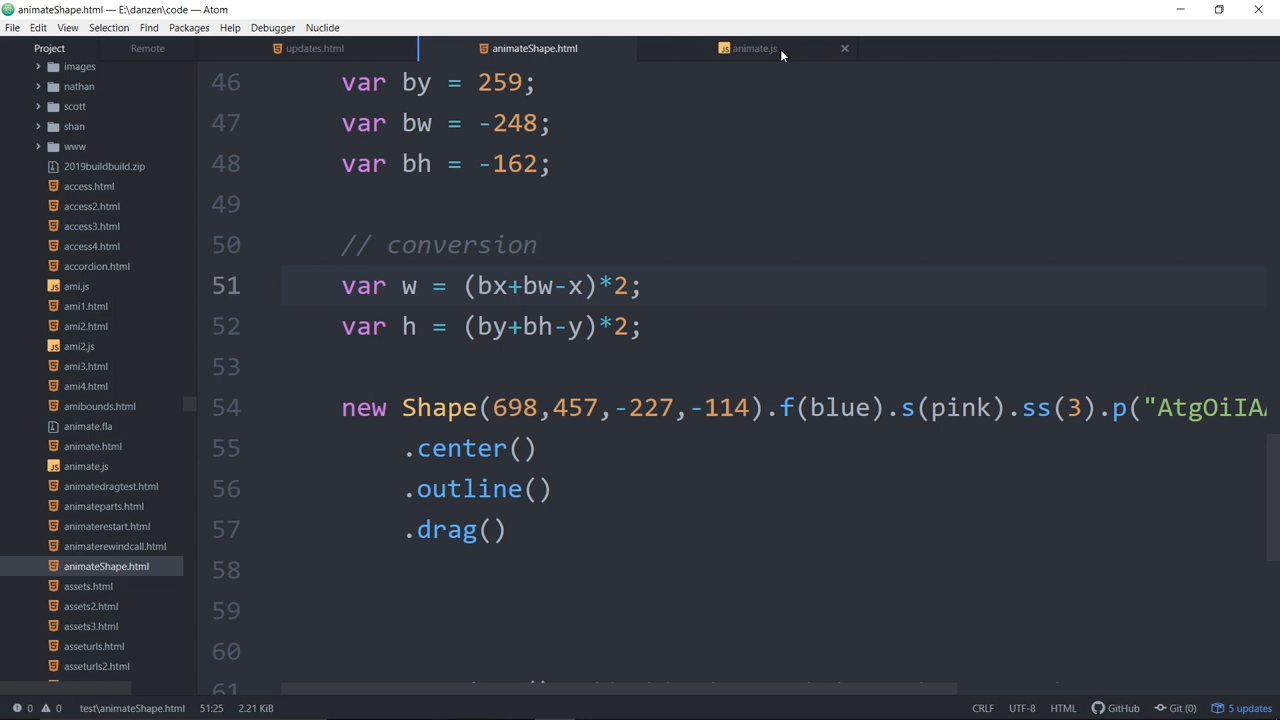 animateShape.html — E:\danzen\code — Atom
File Edit View Selection Find Packages Help Debugger Nuclide
Project Remote
updates.html animateShape.html animate.js
images
nathan
scott
shan
www
2019buildbuild.zip
access.html
access2.html
access3.html
access4.html
accordion.html
ami.js
ami1.html
ami2.html
ami2.js
ami3.html
ami4.html
amibounds.html
animate.fla
animate.html
animate.js
animatedragtest.html
animateparts.html
animaterestart.html
animaterewindcall.html
animateShape.html
assets.html
assets2.html
assets3.html
asseturls.html
asseturls2.html
46 var by = 259;
47 var bw = -248;
48 var bh = -162;
49
50 // conversion
51 var w = (bx+bw-x)*2;
52 var h = (by+bh-y)*2;
53
54 new Shape(698,457,-227,-114).f(blue).s(pink).ss(3).p("AtgOiIA
55 .center()
56 .outline()
57 .drag()
58
59
60
61
0 0 test\animateShape.html 51:25 2.21 KiB CRLF UTF-8 HTML GitHub Git (0) 5 updates